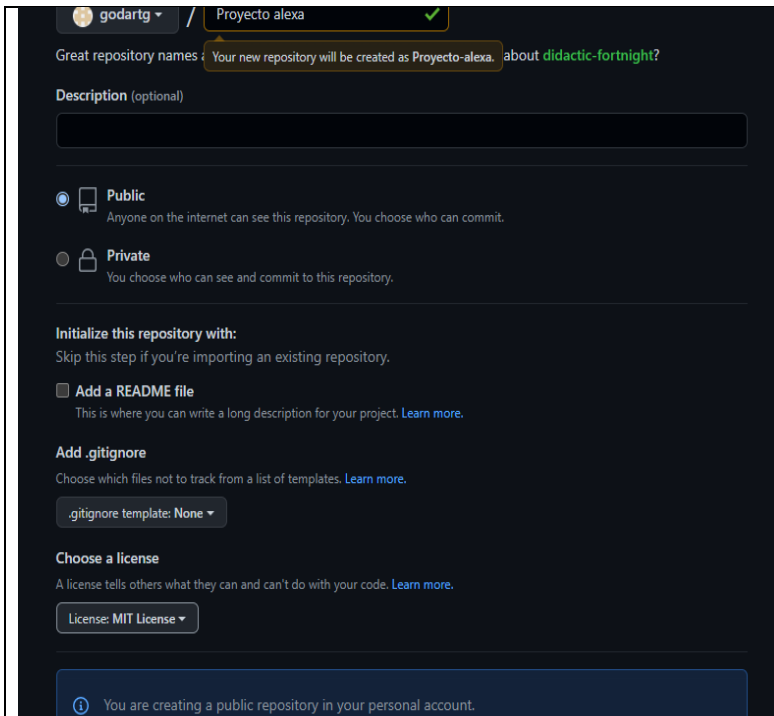 godartg / Proyecto alexa
Great repository names a Your new repository will be created as Proyecto-alexa. about didactic-fortnight?
Description (optional)
Public
Anyone on the internet can see this repository. You choose who can commit.
Private
You choose who can see and commit to this repository.
Initialize this repository with:
Skip this step if you're importing an existing repository.
Add a README file
This is where you can write a long description for your project. Learn more.
Add .gitignore
Choose which files not to track from a list of templates. Learn more.
.gitignore template: None
Choose a license
A license tells others what they can and can't do with your code. Learn more.
License: MIT License
You are creating a public repository in your personal account.